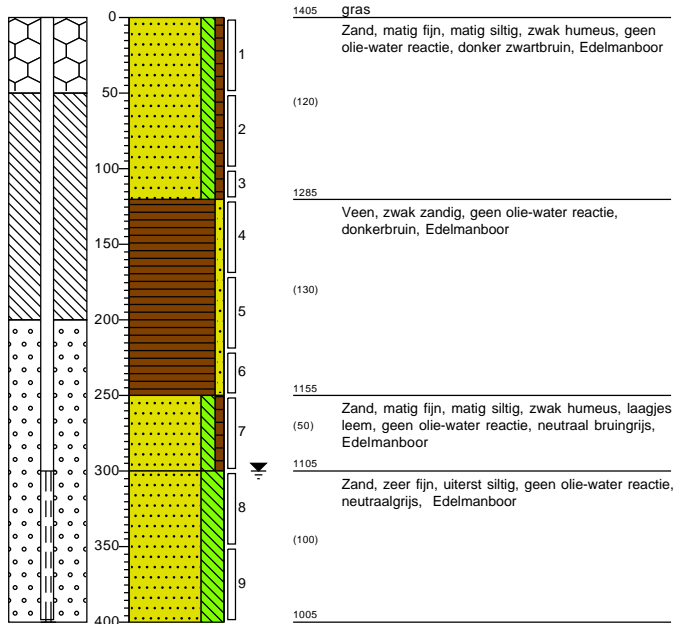 0
50
100
150
200
250
300
350
400
1
2
3
4
5
6
7
8
9
1405 gras
Zand, matig fijn, matig siltig, zwak humeus, geen
olie-water reactie, donker zwartbruin, Edelmanboor
(120)
1285
Veen, zwak zandig, geen olie-water reactie,
donkerbruin, Edelmanboor
(130)
1155
Zand, matig fijn, matig siltig, zwak humeus, laagjes
(50) leem, geen olie-water reactie, neutraal bruingrijs,
Edelmanboor
1105
Zand, zeer fijn, uiterst siltig, geen olie-water reactie,
neutraalgrijs, Edelmanboor
(100)
1005